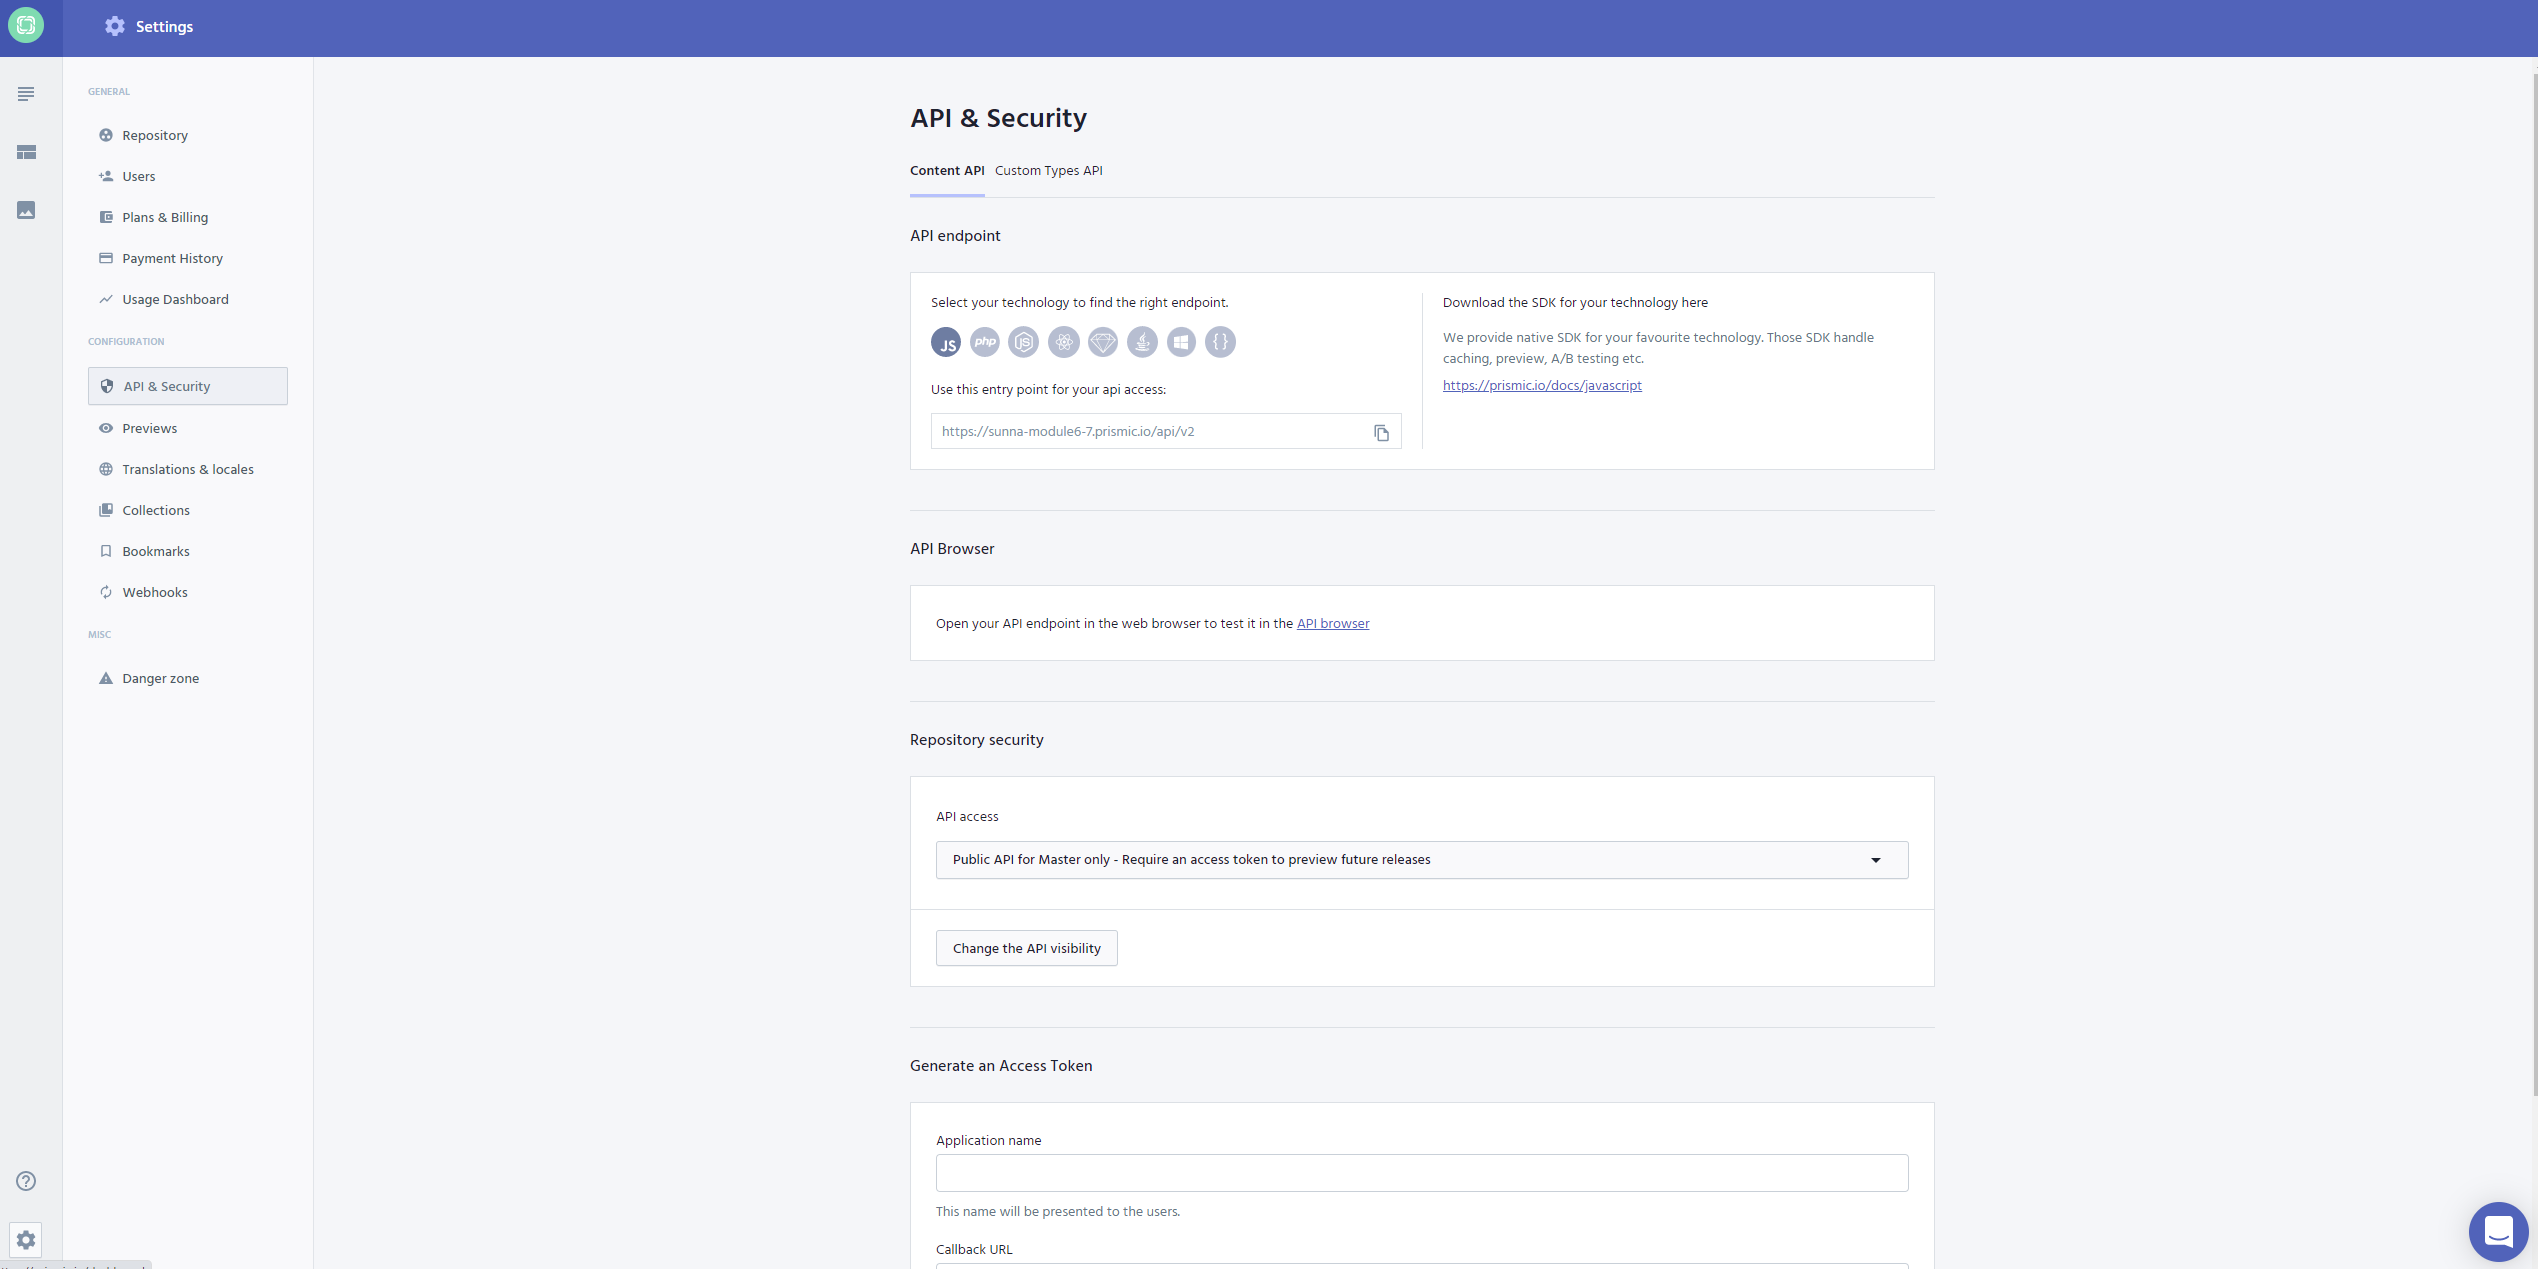 Settings
GENERAL
Repository
Users
Plans & Billing
Payment History
Usage Dashboard
CONFIGURATION
API & Security
Previews
Translations & locales
Collections
Bookmarks
Webhooks
MISC
Danger zone
API & Security
Content API Custom Types API
API endpoint
Select your technology to find the right endpoint.
JS php JS { }
Use this entry point for your api access:
https://sunna-module6-7.prismic.io/api/v2
Download the SDK for your technology here
We provide native SDK for your favourite technology. Those SDK handle
caching, preview, A/B testing etc.
https://prismic.io/docs/javascript
API Browser
Open your API endpoint in the web browser to test it in the API browser
Repository security
API access
Public API for Master only - Require an access token to preview future releases
Change the API visibility
Generate an Access Token
Application name
This name will be presented to the users.
Callback URL